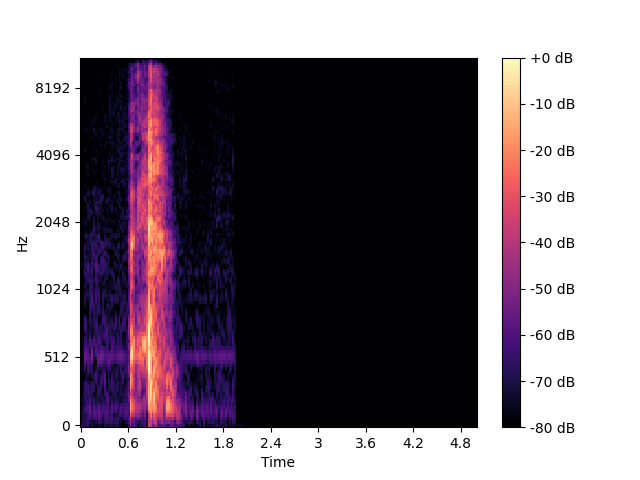 8192
4096
2048
1024
512
0
Hz
0 0.6 1.2 1.8 2.4 3 3.6 4.2 4.8
Time
+0 dB
-10 dB
-20 dB
-30 dB
-40 dB
-50 dB
-60 dB
-70 dB
-80 dB